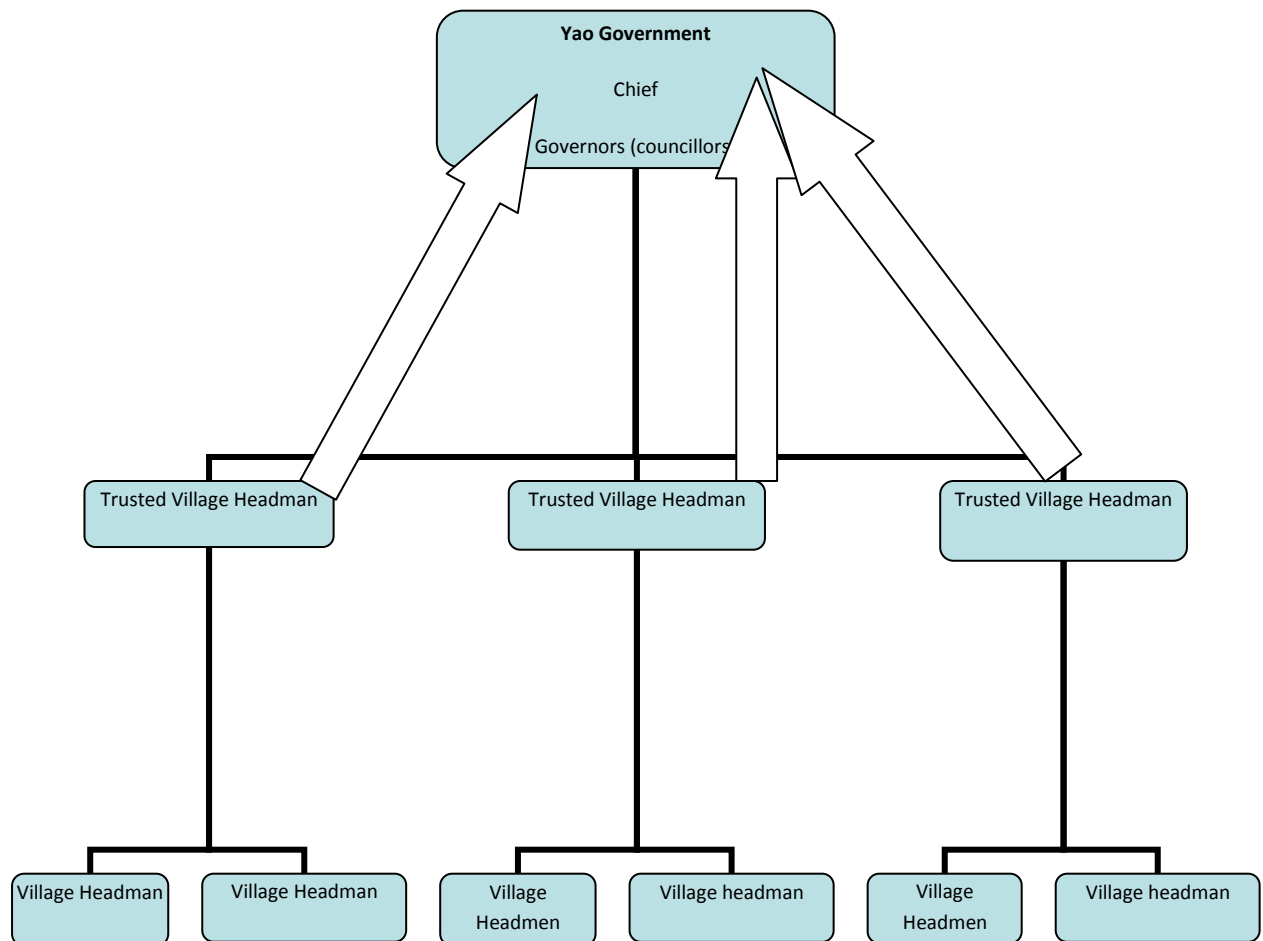 Yao Government
Chief
Governors (councillors
Trusted Village Headman
Trusted Village Headman
Trusted Village Headman
Village Headman
Village Headman
Village
Headmen
Village headman
Village
Headmen
Village headman